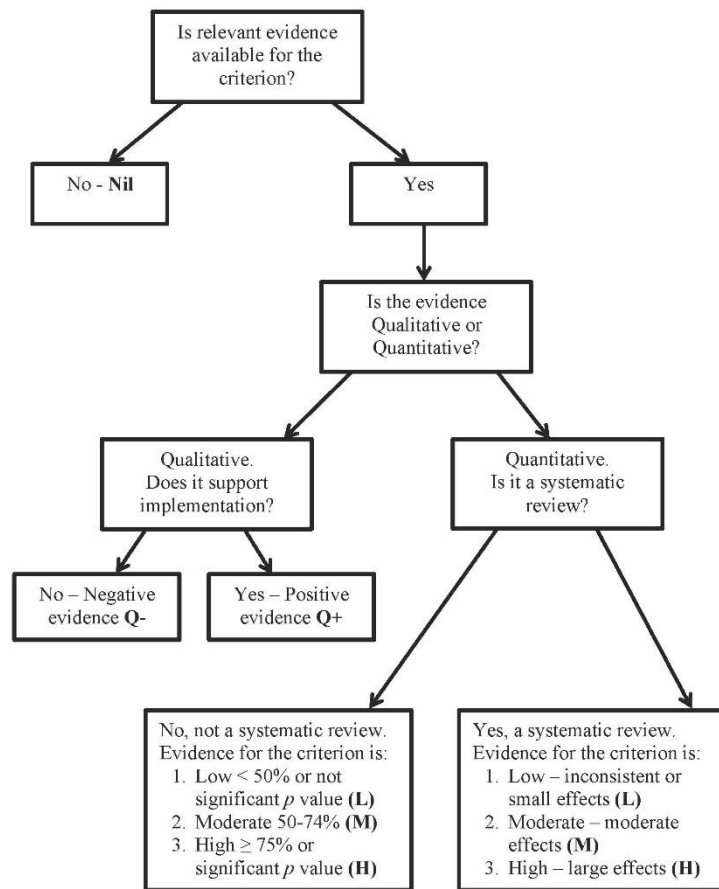 Is relevant evidence
available for the
criterion?
No - Nil
Yes
Is the evidence
Qualitative or
Quantitative?
Qualitative.
Does it support
implementation?
Quantitative.
Is it a systematic
review?
No – Negative
evidence Q-
Yes – Positive
evidence Q+
No, not a systematic review.
Evidence for the criterion is:
1. Low < 50% or not
significant p value (L)
2. Moderate 50-74% (M)
3. High ≥ 75% or
significant p value (H)
Yes, a systematic review.
Evidence for the criterion is:
1. Low – inconsistent or
small effects (L)
2. Moderate – moderate
effects (M)
3. High – large effects (H)